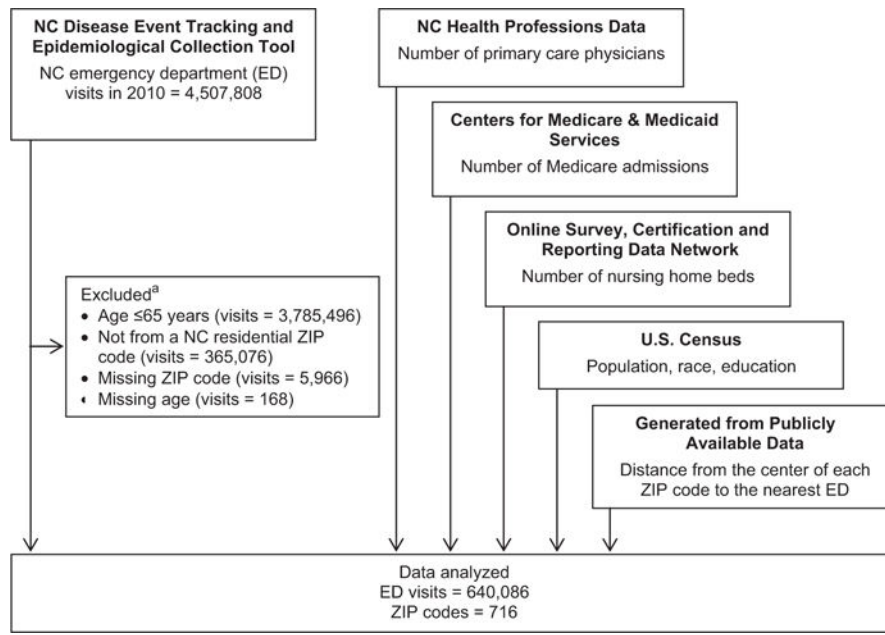 NC Disease Event Tracking and
Epidemiological Collection Tool
NC emergency department (ED)
visits in 2010 = 4,507,808
NC Health Professions Data
Number of primary care physicians
Centers for Medicare & Medicaid
Services
Number of Medicare admissions
Online Survey, Certification and
Reporting Data Network
Number of nursing home beds
Excludedª
• Age ≤65 years (visits = 3,785,496)
• Not from a NC residential ZIP
code (visits = 365,076)
• Missing ZIP code (visits = 5,966)
• Missing age (visits = 168)
U.S. Census
Population, race, education
Generated from Publicly
Available Data
Distance from the center of each
ZIP code to the nearest ED
Data analyzed
ED visits = 640,086
ZIP codes = 716